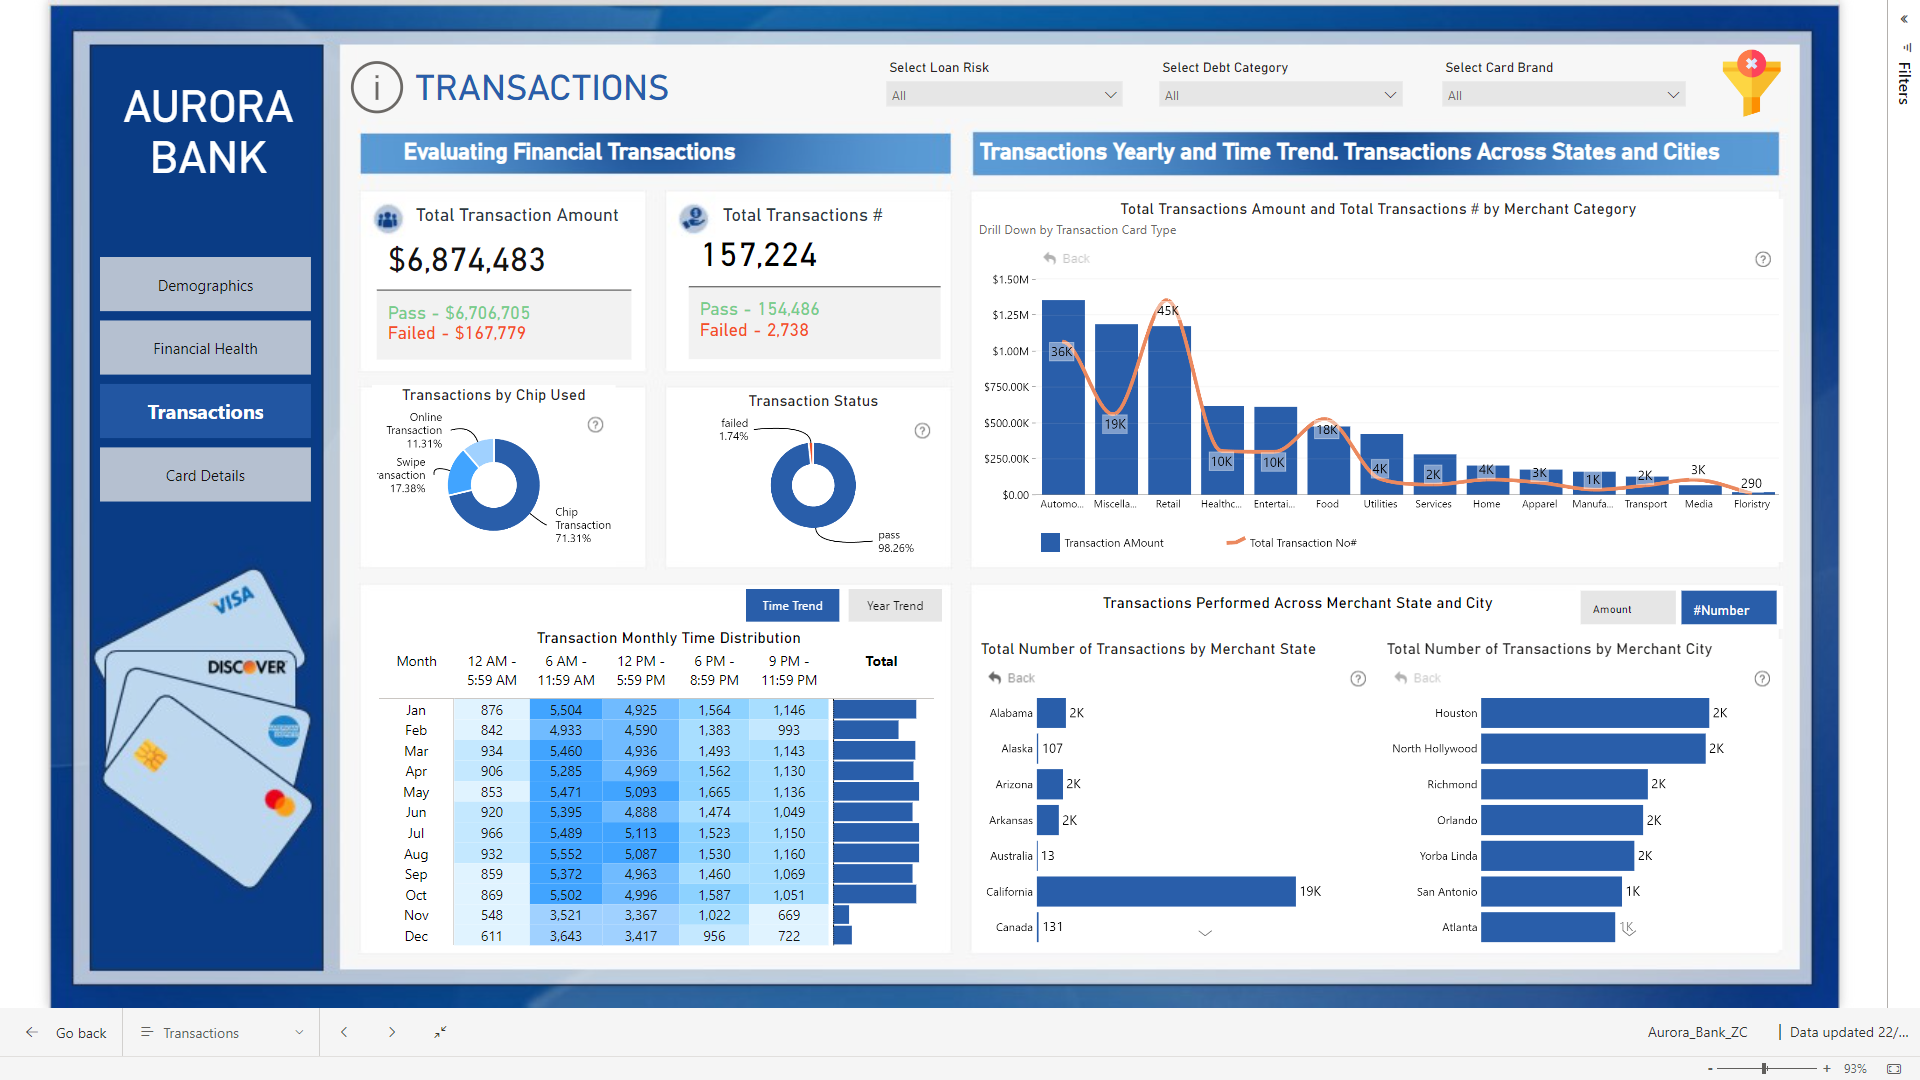 AURORA
BANK
Demographics
Financial Health
Transactions
Card Details
VISA
DISCOVER
i TRANSACTIONS
Select Loan Risk
All
Select Debt Category
All
Select Card Brand
All
Filters
Evaluating Financial Transactions
Total Transaction Amount
$6,874,483
Pass - $6,706,705
Failed - $167,779
Total Transactions #
157,224
Pass - 154,486
Failed - 2,738
Transactions by Chip Used
Online
Transaction
11.31%
Swipe
ransaction
17.38%
Chip
Transaction
71.31%
Transaction Status
failed
1.74%
pass
98.26%
Time Trend
Year Trend
Transaction Monthly Time Distribution
Month 12 AM - 5:59 AM 6 AM - 11:59 AM 12 PM - 5:59 PM 6 PM - 8:59 PM 9 PM - 11:59 PM Total
Jan 876 5,504 4,925 1,564 1,146
Feb 842 4,933 4,590 1,383 993
Mar 934 5,460 4,936 1,493 1,143
Apr 906 5,285 4,969 1,562 1,130
May 853 5,471 5,093 1,665 1,136
Jun 920 5,395 4,888 1,474 1,049
Jul 966 5,489 5,113 1,523 1,150
Aug 932 5,552 5,087 1,530 1,160
Sep 859 5,372 4,963 1,460 1,069
Oct 869 5,502 4,996 1,587 1,051
Nov 548 3,521 3,367 1,022 669
Dec 611 3,643 3,417 956 722
Transactions Yearly and Time Trend. Transactions Across States and Cities
Total Transactions Amount and Total Transactions # by Merchant Category
Drill Down by Transaction Card Type
Back
$1.50M
$1.25M
$1.00M
$750.00K
$500.00K
$250.00K
$0.00
36K 19K 45K 10K 10K 18K 4K 2K 4K 3K 1K 2K 3K 290
Automo... Miscella... Retail Healthc... Entertai... Food Utilities Services Home Apparel Manufa... Transport Media Floristry
Transaction AMount
Total Transaction No#
Transactions Performed Across Merchant State and City
Amount
#Number
Total Number of Transactions by Merchant State
Back
Alabama 2K
Alaska 107
Arizona 2K
Arkansas 2K
Australia 13
California 19K
Canada 131
Total Number of Transactions by Merchant City
Back
Houston 2K
North Hollywood 2K
Richmond 2K
Orlando 2K
Yorba Linda 2K
San Antonio 1K
Atlanta 1K
Go back
Transactions
Aurora_Bank_ZC
Data updated 22/...
- + 93%